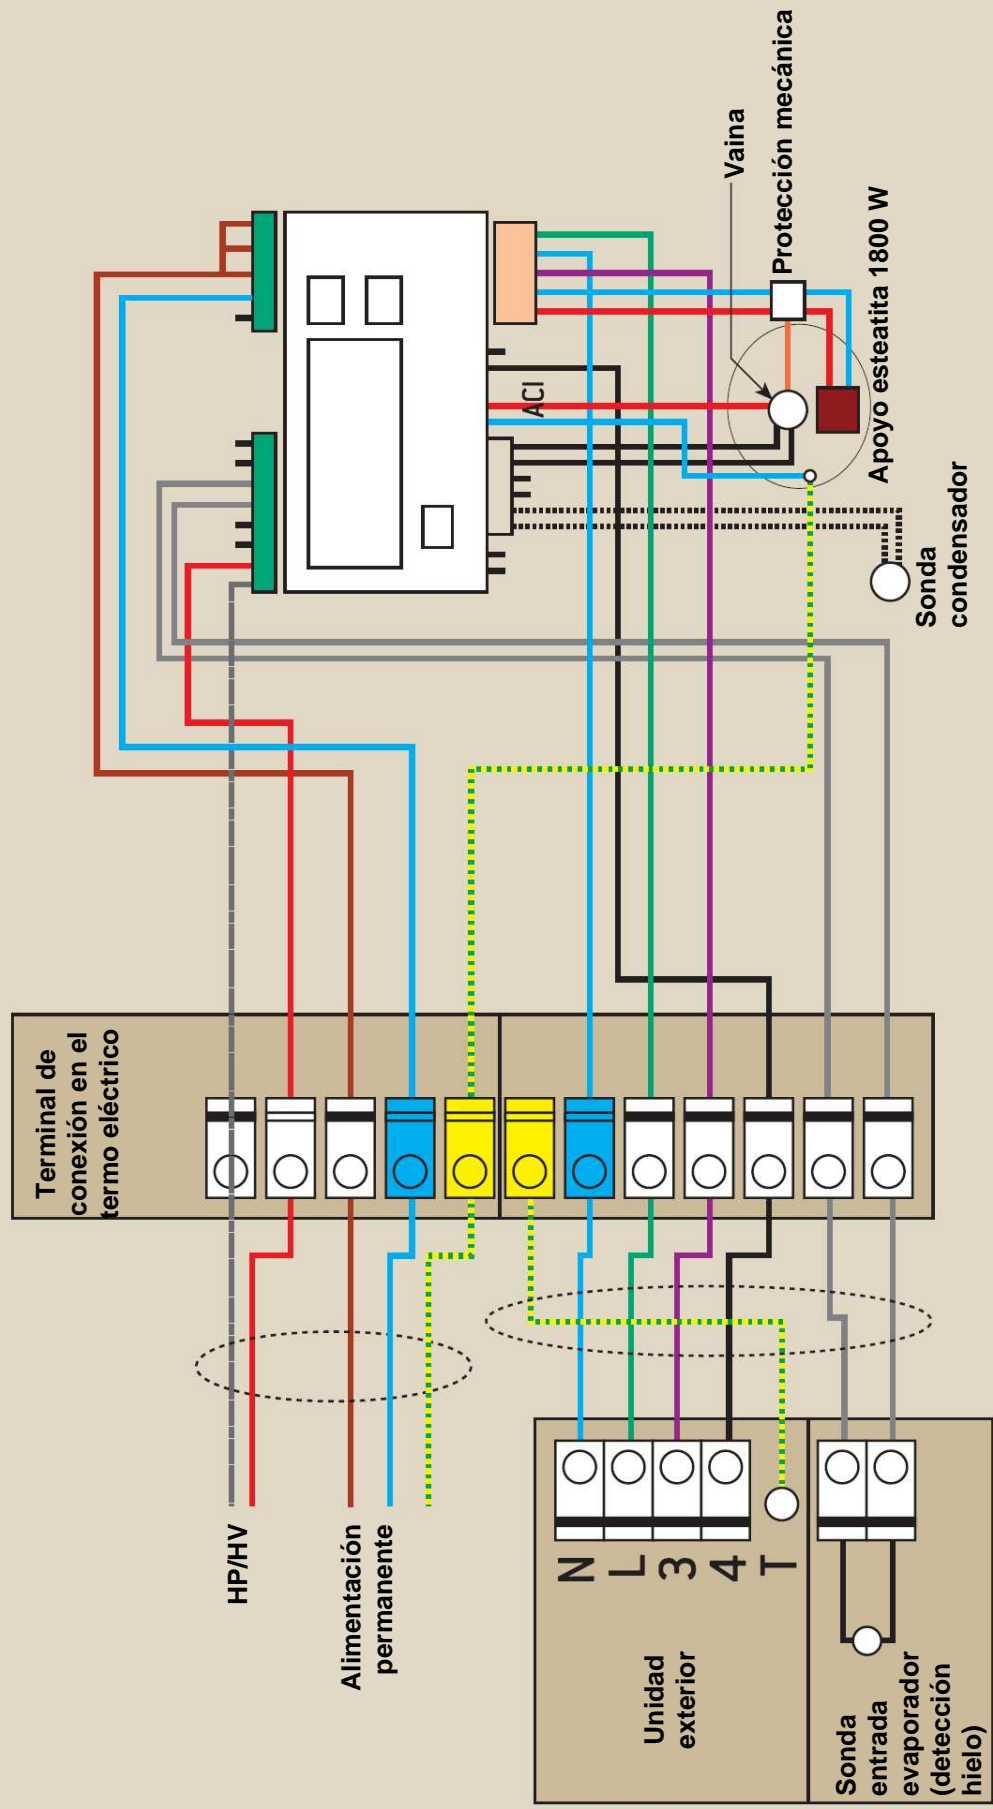 Terminal de
conexión en el
termo eléctrico
HP/HV
Alimentación
permanente
Unidad
exterior
N
L
3
4
T
Sonda
entrada
evaporador
(detección
hielo)
ACI
Vaina
Protección mecánica
Apoyo esteatita 1800 W
Sonda
condensador